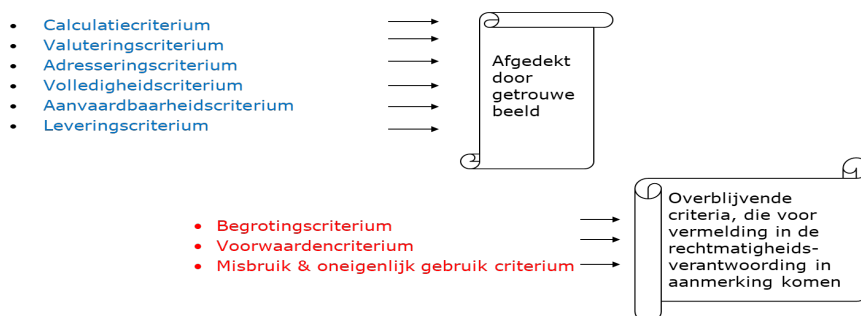 • Calculatiecriterium
• Valuteringscriterium
• Adresseringscriterium
• Volledigheidscriterium
• Aanvaardbaarheidscriterium
• Leveringscriterium
Afgedekt
door
getrouwe
beeld
• Begrotingscriterium
• Voorwaardencriterium
• Misbruik & oneigenlijk gebruik criterium
Overblijvende
criteria, die voor
vermelding in de
rechtmatigheids-
verantwoording in
aanmerking komen